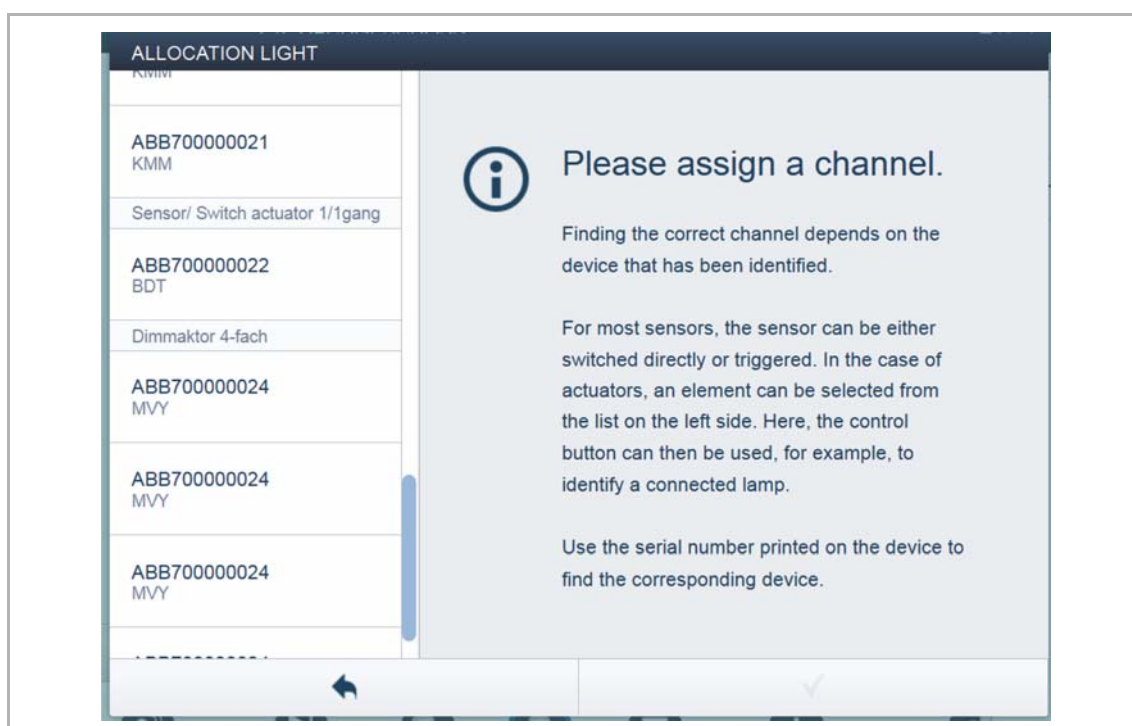 ALLOCATION LIGHT
KMM
ABB700000021
KMM
Sensor/ Switch actuator 1/1gang
ABB700000022
BDT
Dimmaktor 4-fach
ABB700000024
MVY
ABB700000024
MVY
ABB700000024
MVY
Please assign a channel.
Finding the correct channel depends on the
device that has been identified.
For most sensors, the sensor can be either
switched directly or triggered. In the case of
actuators, an element can be selected from
the list on the left side. Here, the control
button can then be used, for example, to
identify a connected lamp.
Use the serial number printed on the device to
find the corresponding device.